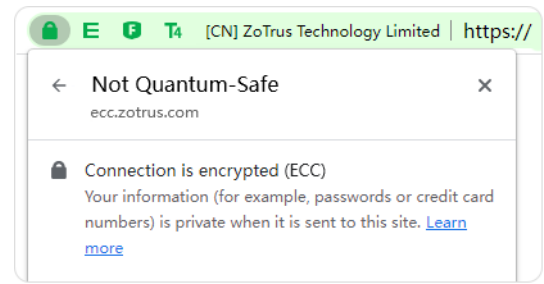 E F T4 [CN] ZoTrus Technology Limited | https://
← Not Quantum-Safe ×
ecc.zotrus.com
Connection is encrypted (ECC)
Your information (for example, passwords or credit card
numbers) is private when it is sent to this site. Learn
more